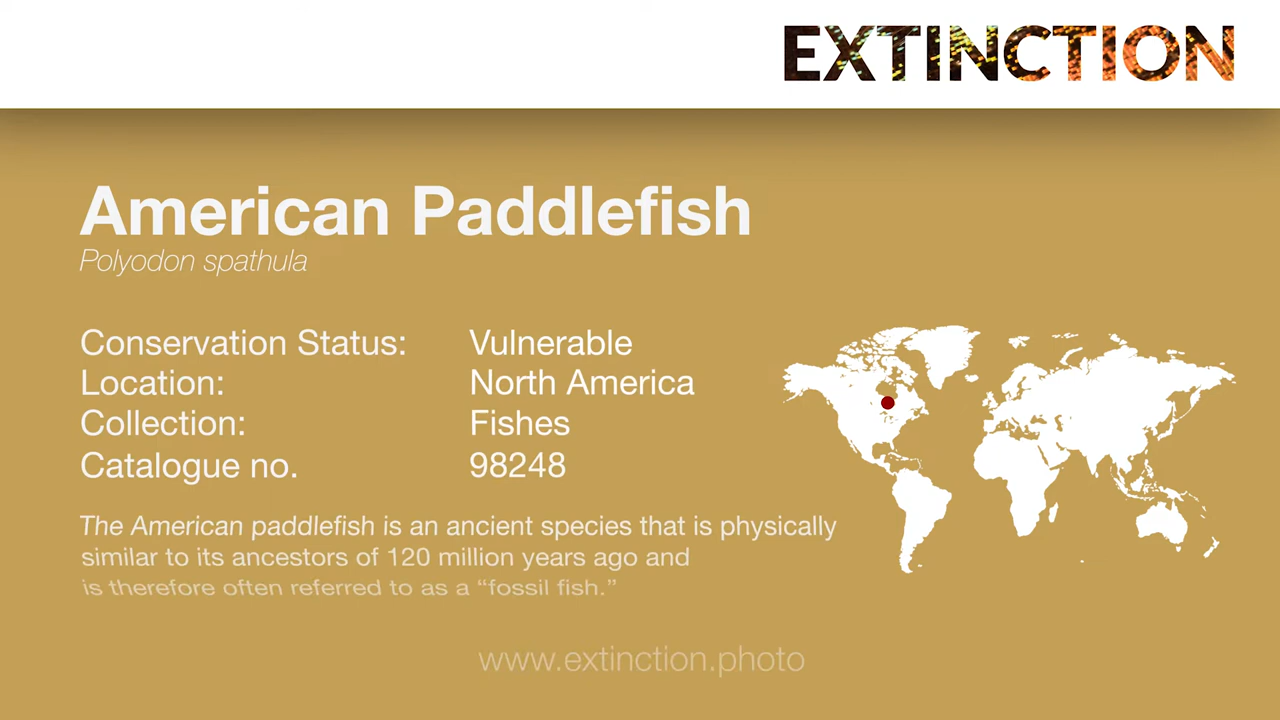 EXTINCTION
American Paddlefish
Polyodon spathula
Conservation Status: Vulnerable
Location: North America
Collection: Fishes
Catalogue no. 98248
The American paddlefish is an ancient species that is physically
similar to its ancestors of 120 million years ago and
is therefore often referred to as a “fossil fish.”
www.extinction.photo